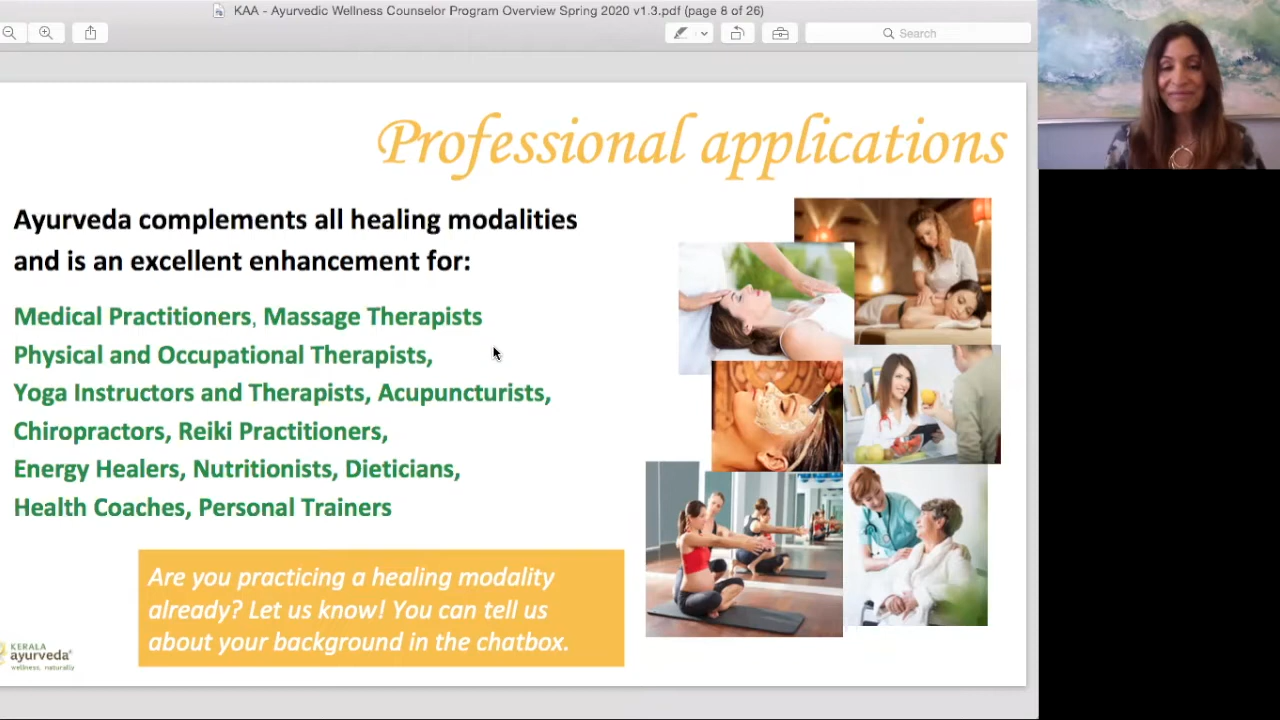 KAA - Ayurvedic Wellness Counselor Program Overview Spring 2020 v1.3.pdf (page 8 of 26)
Search
Professional applications
Ayurveda complements all healing modalities
and is an excellent enhancement for:
Medical Practitioners, Massage Therapists
Physical and Occupational Therapists,
Yoga Instructors and Therapists, Acupuncturists,
Chiropractors, Reiki Practitioners,
Energy Healers, Nutritionists, Dieticians,
Health Coaches, Personal Trainers
Are you practicing a healing modality
already? Let us know! You can tell us
about your background in the chatbox.
KERALA
ayurveda®
wellness, naturally